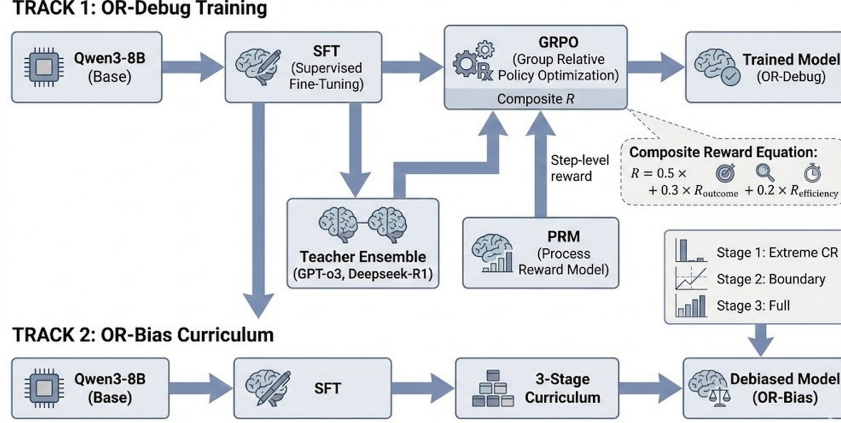 TRACK 1: OR-Debug Training
Qwen3-8B
(Base)
SFT
(Supervised
Fine-Tuning)
GRPO
(Group Relative
Policy Optimization)
Composite R
Trained Model
(OR-Debug)
Composite Reward Equation:
R = 0.5 ×
+ 0.3 × R_outcome + 0.2 × R_efficiency
Step-level
reward
Teacher Ensemble
(GPT-o3, Deepseek-R1)
PRM
(Process
Reward Model)
Stage 1: Extreme CR
Stage 2: Boundary
Stage 3: Full
TRACK 2: OR-Bias Curriculum
Qwen3-8B
(Base)
SFT
3-Stage
Curriculum
Debiased Model
(OR-Bias)